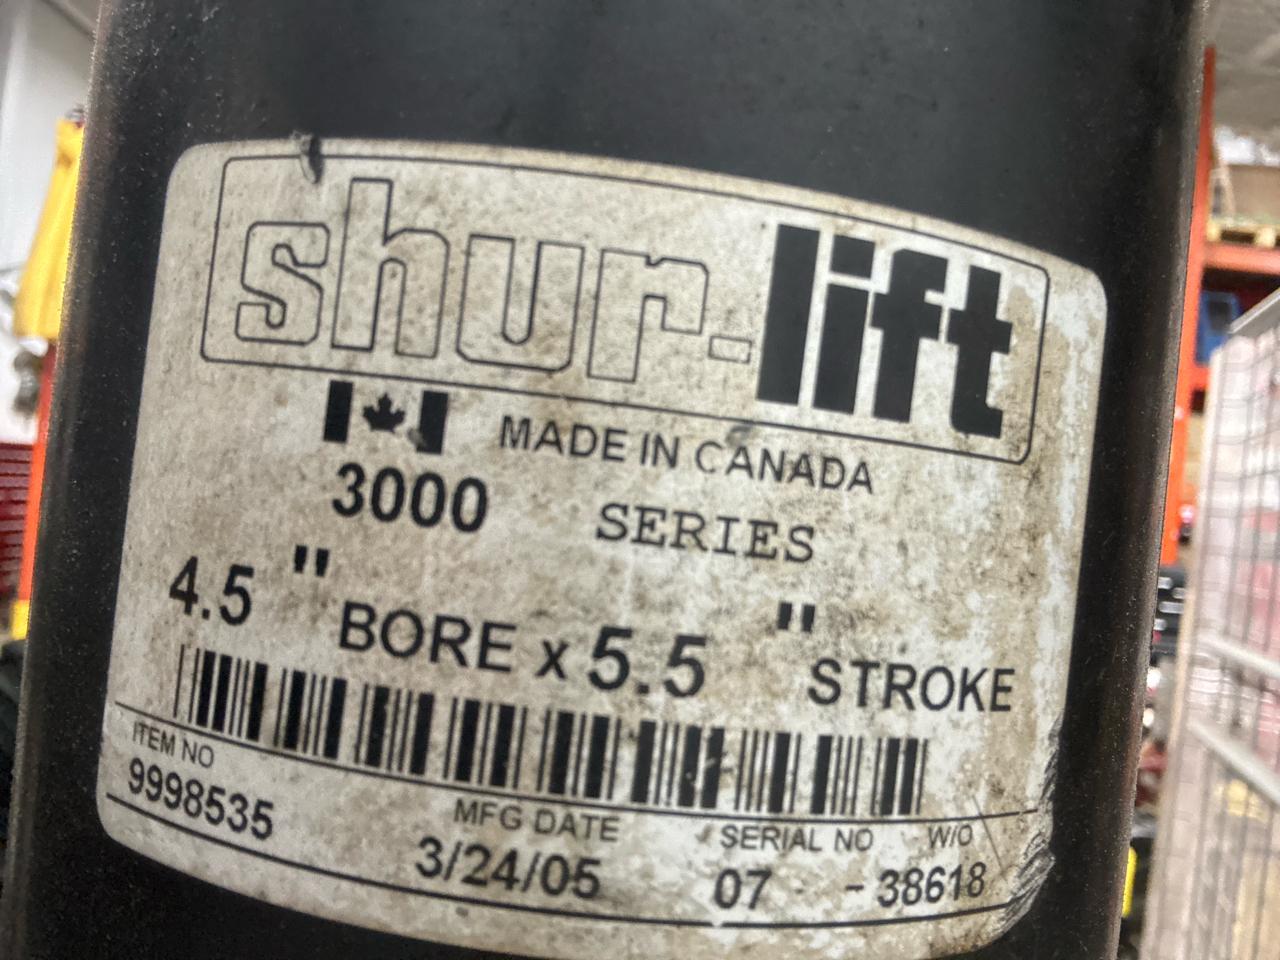 shur-lift
MADE IN CANADA
3000 SERIES
4.5 " BORE x 5.5 " STROKE
ITEM NO MFG DATE SERIAL NO W/O
9998535 3/24/05 07 - 38618